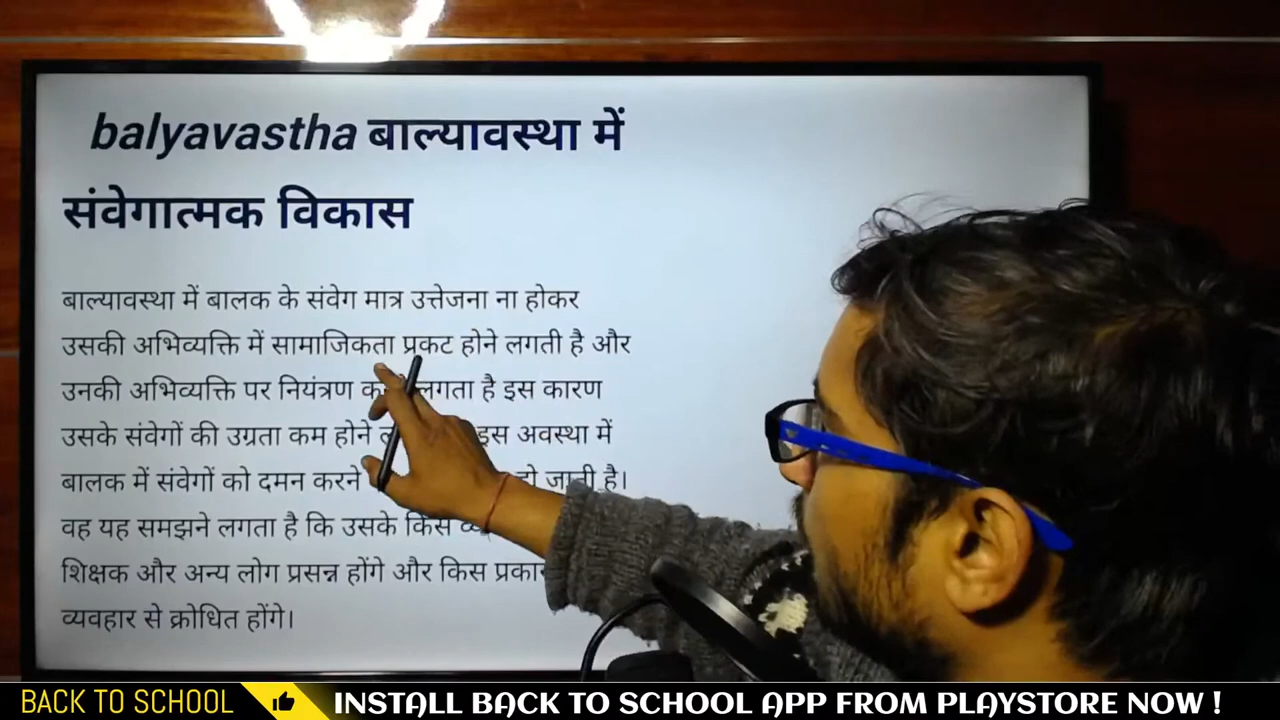 balyavastha बाल्यावस्था में
संवेगात्मक विकास
बाल्यावस्था में बालक के संवेग मात्र उत्तेजना ना होकर
उसकी अभिव्यक्ति में सामाजिकता प्रकट होने लगती है और
उनकी अभिव्यक्ति पर नियंत्रण लगता है इस कारण
उसके संवेगों की उग्रता कम होने इस अवस्था में
बालक में संवेगों को दमन करने हो जाती है।
वह यह समझने लगता है कि उसके किस
शिक्षक और अन्य लोग प्रसन्न होंगे और किस
व्यवहार से क्रोधित होंगे।
BACK TO SCHOOL
INSTALL BACK TO SCHOOL APP FROM PLAYSTORE NOW !